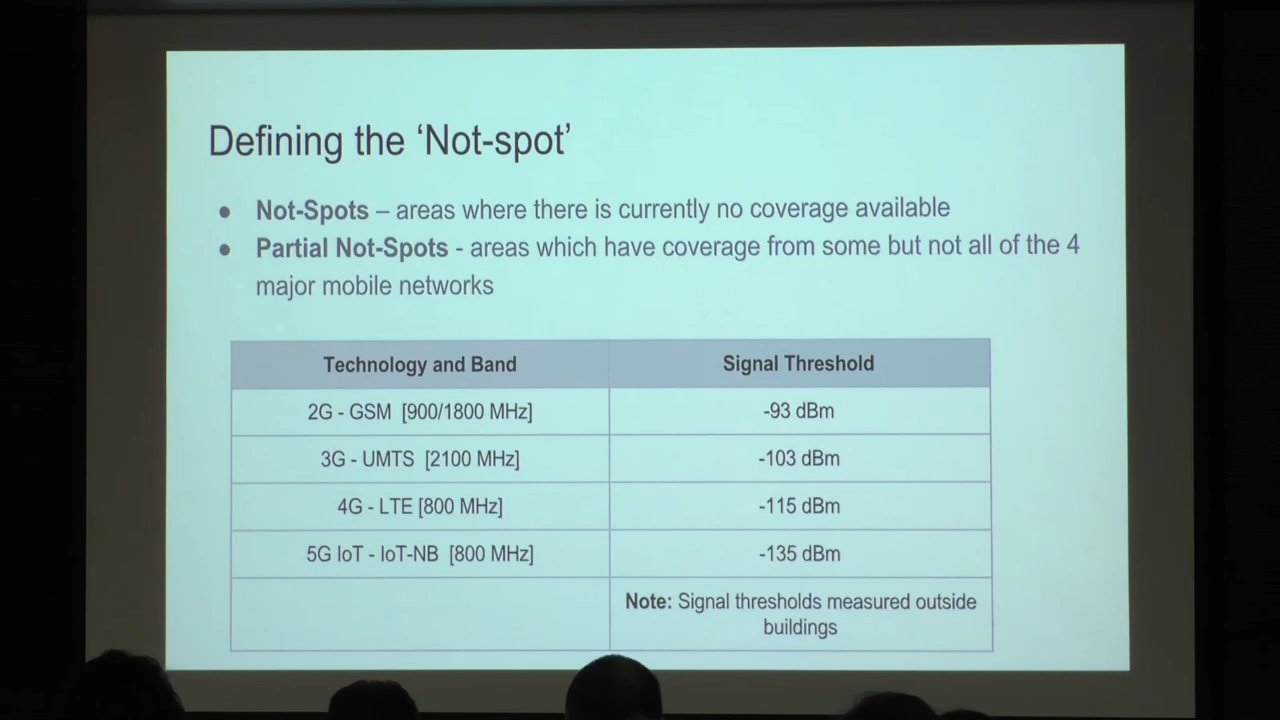 Defining the ‘Not-spot’
● Not-Spots – areas where there is currently no coverage available
● Partial Not-Spots - areas which have coverage from some but not all of the 4
major mobile networks
Technology and Band Signal Threshold
2G - GSM [900/1800 MHz] -93 dBm
3G - UMTS [2100 MHz] -103 dBm
4G - LTE [800 MHz] -115 dBm
5G IoT - IoT-NB [800 MHz] -135 dBm
Note: Signal thresholds measured outside
buildings